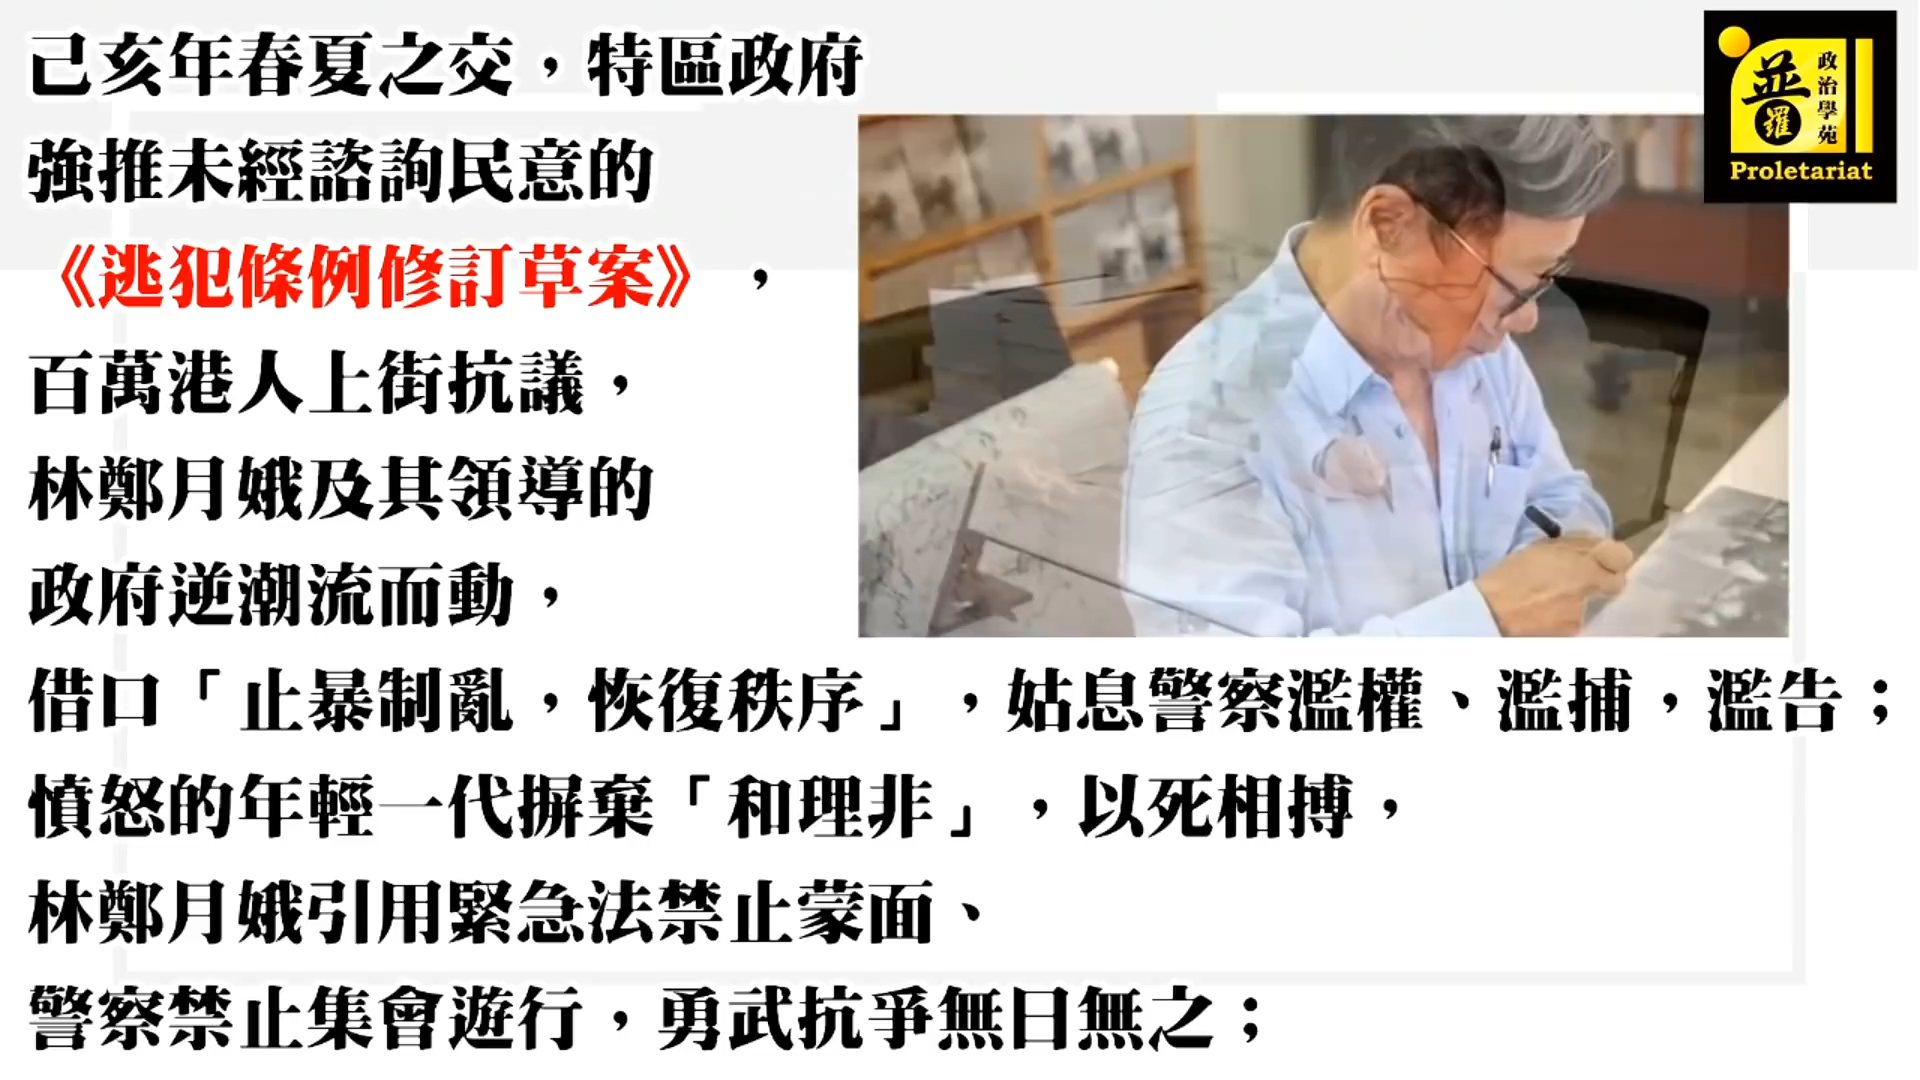 己亥年春夏之交，特區政府
強推未經諮詢民意的
《逃犯條例修訂草案》，
百萬港人上街抗議，
林鄭月娥及其領導的
政府逆潮流而動，
借口「止暴制亂，恢復秩序」，姑息警察濫權、濫捕，濫告；
憤怒的年輕一代摒棄「和理非」，以死相搏，
林鄭月娥引用緊急法禁止蒙面、
警察禁止集會遊行，勇武抗爭無日無之；
普羅
政治學苑
Proletariat